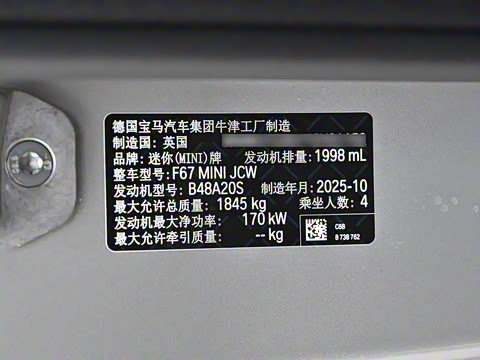 德国宝马汽车集团牛津工厂制造
制造国：英国
品牌：迷你(MINI)牌 发动机排量：1998 mL
整车型号：F67 MINI JCW
发动机型号：B48A20S 制造年月：2025-10
最大允许总质量：1845 kg 乘坐人数：4
发动机最大净功率：170 kW
最大允许牵引质量：-- kg
C6B
8 738 762